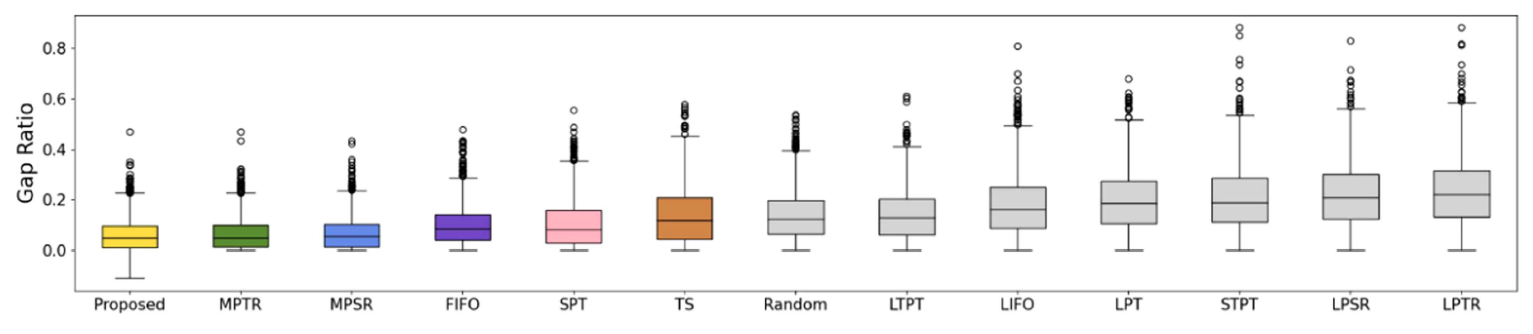 Gap Ratio
0.8
0.6
0.4
0.2
0.0
Proposed MPTR MPSR FIFO SPT TS Random LTPT LIFO LPT STPT LPSR LPTR